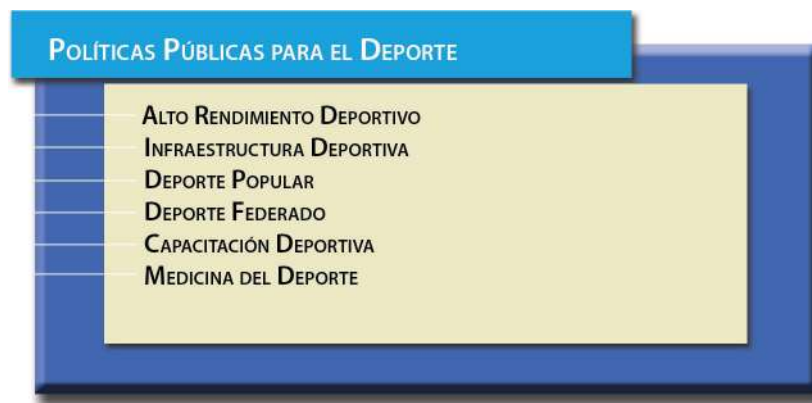 Políticas Públicas para el Deporte
Alto Rendimiento Deportivo
Infraestructura Deportiva
Deporte Popular
Deporte Federado
Capacitación Deportiva
Medicina del Deporte